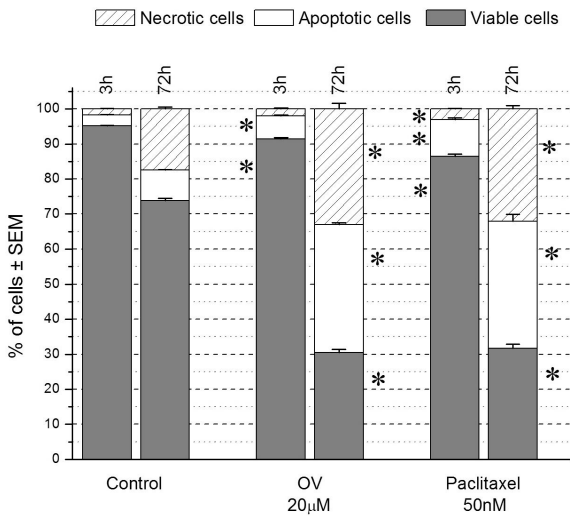 Necrotic cells Apoptotic cells Viable cells
3h 72h 3h 72h 3h 72h
% of cells ± SEM
100
90
80
70
60
50
40
30
20
10
0
* * * * * * * * * * *
Control OV Paclitaxel
20µM 50nM